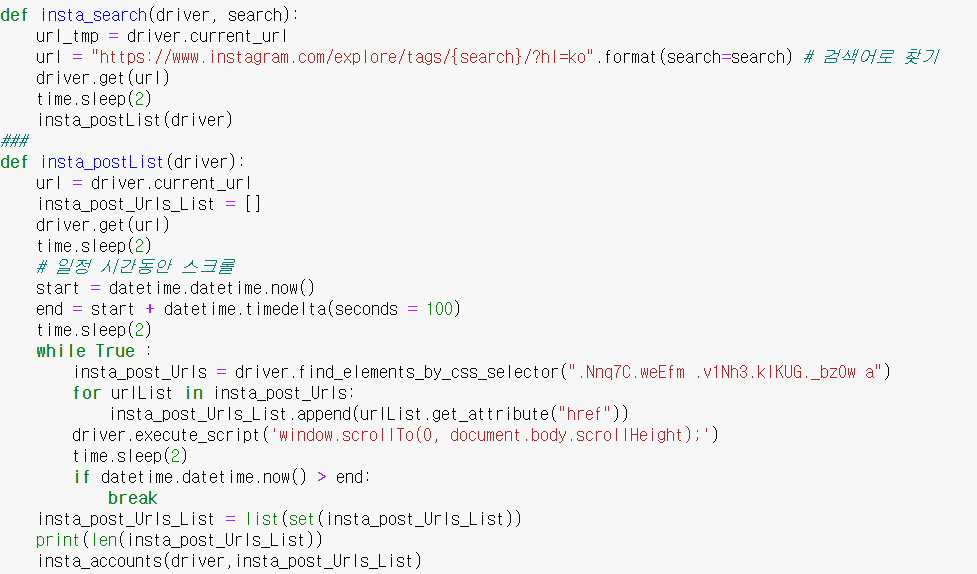 def insta_search(driver, search):
    url_tmp = driver.current_url
    url = "https://www.instagram.com/explore/tags/{search}/?hl=ko".format(search=search) # 검색어로 찾기
    driver.get(url)
    time.sleep(2)
    insta_postList(driver)
###
def insta_postList(driver):
    url = driver.current_url
    insta_post_Urls_List = []
    driver.get(url)
    time.sleep(2)
    # 일정 시간동안 스크롤
    start = datetime.datetime.now()
    end = start + datetime.timedelta(seconds = 100)
    time.sleep(2)
    while True :
        insta_post_Urls = driver.find_elements_by_css_selector(".Nnq7C.weEfm .v1Nh3.kIKUG._bz0w a")
        for urlList in insta_post_Urls:
            insta_post_Urls_List.append(urlList.get_attribute("href"))
        driver.execute_script('window.scrollTo(0, document.body.scrollHeight);')
        time.sleep(2)
        if datetime.datetime.now() > end:
            break
    insta_post_Urls_List = list(set(insta_post_Urls_List))
    print(len(insta_post_Urls_List))
    insta_accounts(driver,insta_post_Urls_List)